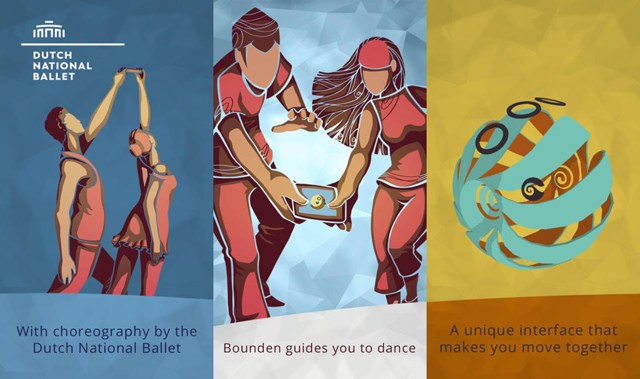 DUTCH
NATIONAL
BALLET
With choreography by the
Dutch National Ballet
Bounden guides you to dance
A unique interface that
makes you move together